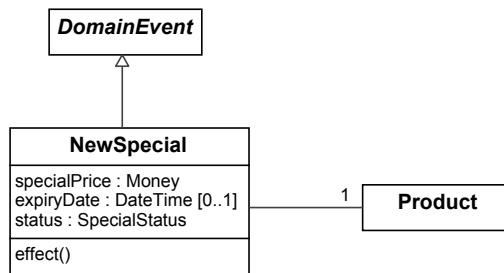 DomainEvent
NewSpecial
specialPrice : Money
expiryDate : DateTime [0..1]
status : SpecialStatus
effect()
1
Product